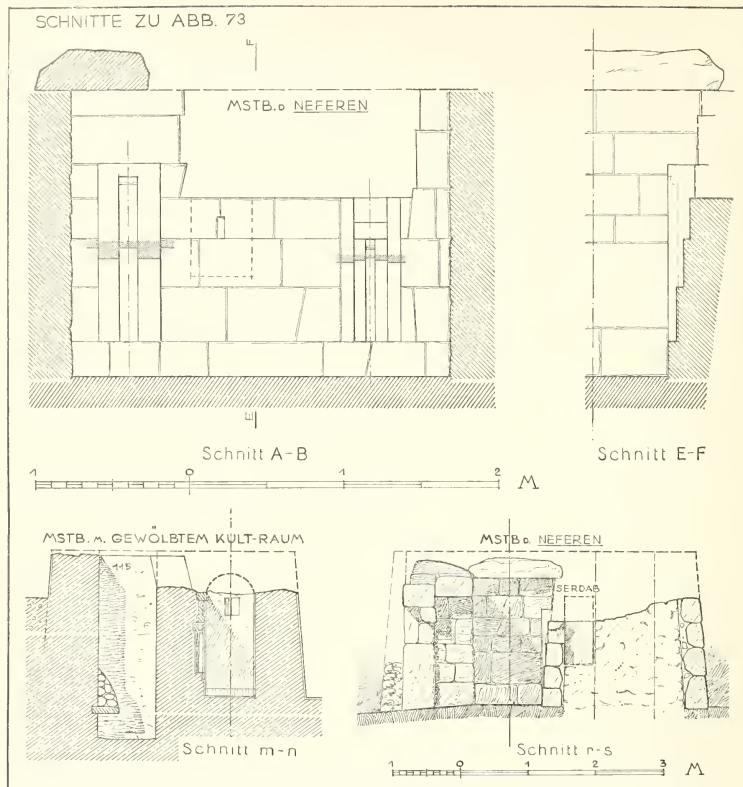 SCHNITTE ZU ABB. 73
F
MSTB.D NEFEREN
E
Schnitt A-B
Schnitt E-F
1 0 1 2 M
MSTB. M. GEWÖLBTEM KULT-RAUM
MSTB.D. NEFEREN
115
SERDAB
Schnitt m-n
Schnitt r-s
1 0 1 2 3 M